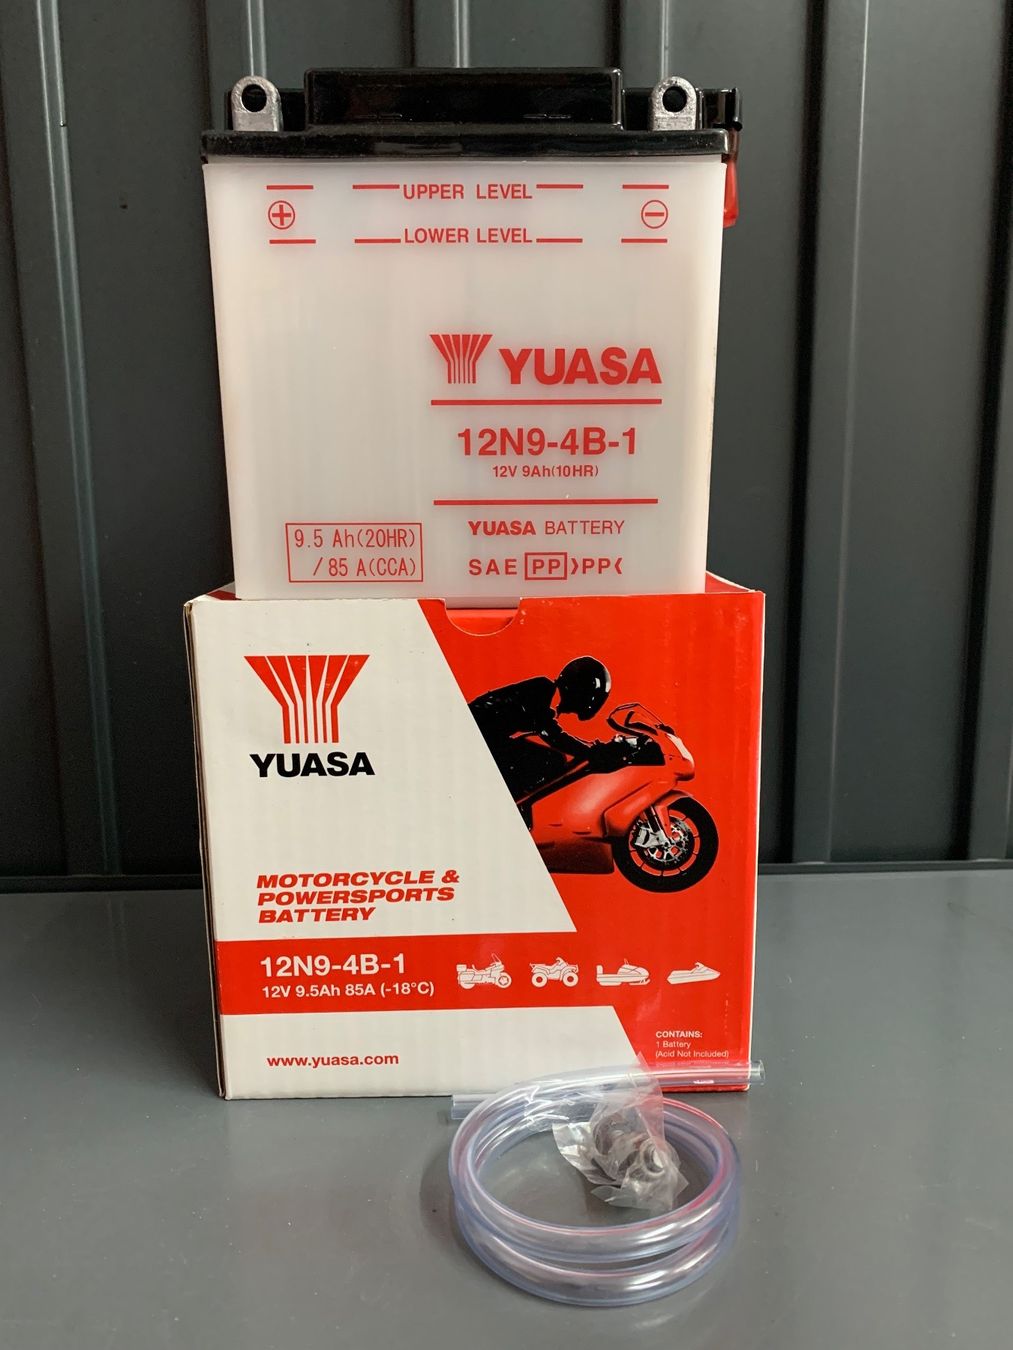 UPPER LEVEL
+ −
LOWER LEVEL
YUASA
12N9-4B-1
12V 9Ah(10HR)
9.5 Ah(20HR)
/85 A(CCA)
YUASA BATTERY
SAE PP >PP<
YUASA
MOTORCYCLE &
POWERSPORTS
BATTERY
12N9-4B-1
12V 9.5Ah 85A (-18°C)
www.yuasa.com
CONTAINS:
1 Battery
(Acid Not Included)